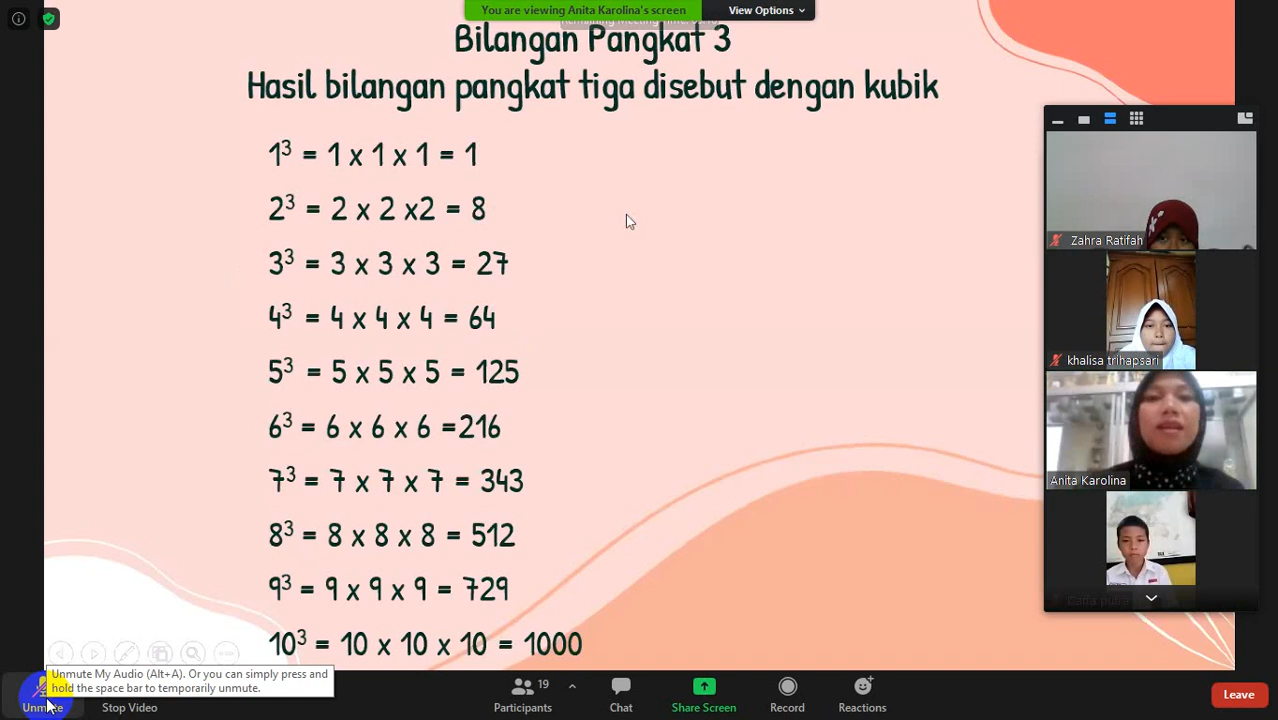 You are viewing Anita Karolina's screen
View Options
Bilangan Pangkat 3
Hasil bilangan pangkat tiga disebut dengan kubik
1³ = 1 x 1 x 1 = 1
2³ = 2 x 2 x2 = 8
3³ = 3 x 3 x 3 = 27
4³ = 4 x 4 x 4 = 64
5³ = 5 x 5 x 5 = 125
6³ = 6 x 6 x 6 =216
7³ = 7 x 7 x 7 = 343
8³ = 8 x 8 x 8 = 512
9³ = 9 x 9 x 9 = 729
10³ = 10 x 10 x 10 = 1000
Zahra Ratifah
khalisa trihapsari
Anita Karolina
Unmute My Audio (Alt+A). Or you can simply press and
hold the space bar to temporarily unmute.
Unmute
Stop Video
19
Participants
Chat
Share Screen
Record
Reactions
Leave